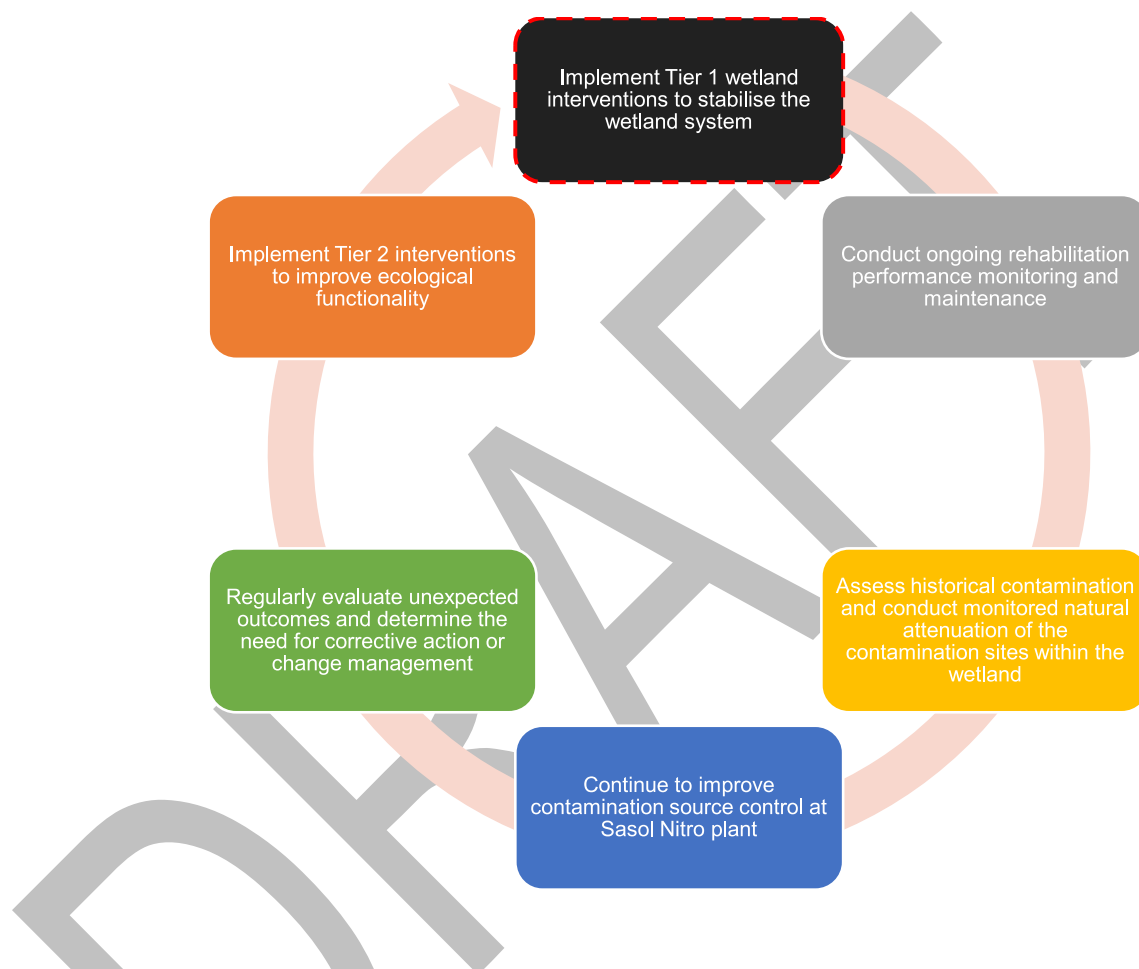 Implement Tier 1 wetland
interventions to stabilise the
wetland system
Conduct ongoing rehabilitation
performance monitoring and
maintenance
Assess historical contamination
and conduct monitored natural
attenuation of the
contamination sites within the
wetland
Continue to improve
contamination source control at
Sasol Nitro plant
Regularly evaluate unexpected
outcomes and determine the
need for corrective action or
change management
Implement Tier 2 interventions
to improve ecological
functionality
DRAFT